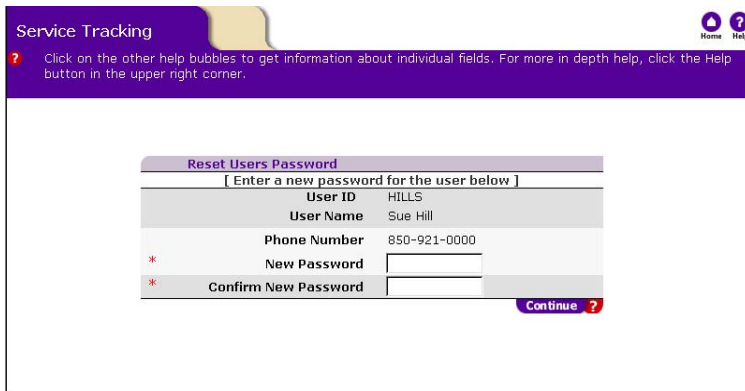 Service Tracking
Home
? Click on the other help bubbles to get information about individual fields. For more in depth help, click the Help
button in the upper right corner.
Reset Users Password
[ Enter a new password for the user below ]
User ID HILLS
User Name Sue Hill
Phone Number 850-921-0000
* New Password
* Confirm New Password
Continue ?